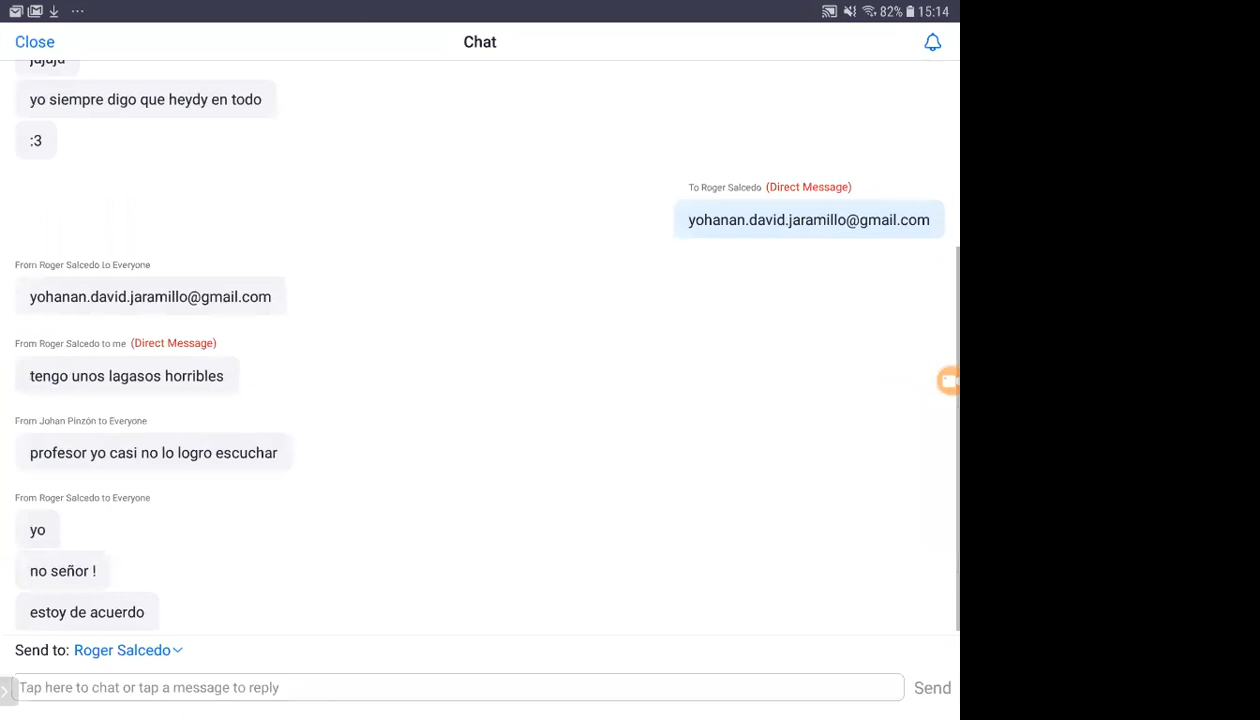 82% 15:14
Close
Chat
jajaja
yo siempre digo que heydy en todo
:3
To Roger Salcedo (Direct Message)
yohanan.david.jaramillo@gmail.com
From Roger Salcedo to Everyone
yohanan.david.jaramillo@gmail.com
From Roger Salcedo to me (Direct Message)
tengo unos lagasos horribles
From Johan Pinzón to Everyone
profesor yo casi no lo logro escuchar
From Roger Salcedo to Everyone
yo
no señor !
estoy de acuerdo
Send to: Roger Salcedo
Tap here to chat or tap a message to reply
Send